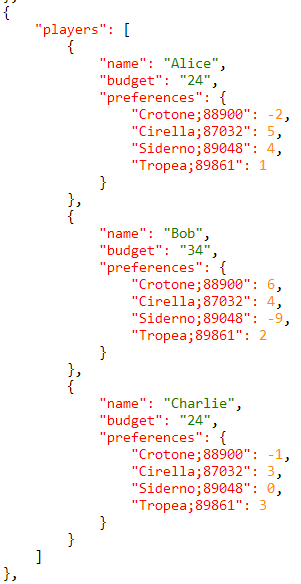 },
{
    "players": [
        {
            "name": "Alice",
            "budget": "24",
            "preferences": {
                "Crotone;88900": -2,
                "Cirella;87032": 5,
                "Siderno;89048": 4,
                "Tropea;89861": 1
            }
        },
        {
            "name": "Bob",
            "budget": "34",
            "preferences": {
                "Crotone;88900": 6,
                "Cirella;87032": 4,
                "Siderno;89048": -9,
                "Tropea;89861": 2
            }
        },
        {
            "name": "Charlie",
            "budget": "24",
            "preferences": {
                "Crotone;88900": -1,
                "Cirella;87032": 3,
                "Siderno;89048": 0,
                "Tropea;89861": 3
            }
        }
    ]
},